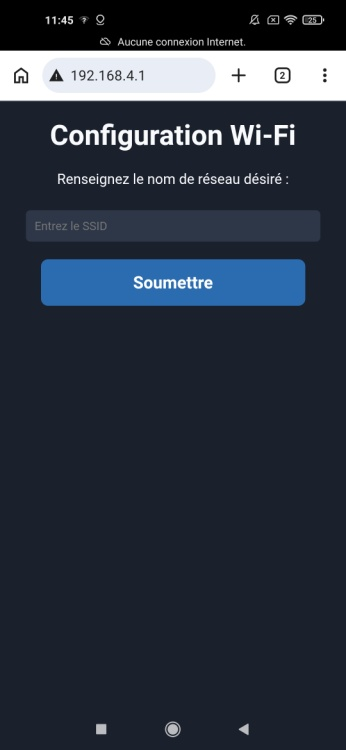 11:45
25
Aucune connexion Internet.
192.168.4.1
2
Configuration Wi-Fi
Renseignez le nom de réseau désiré :
Entrez le SSID
Soumettre